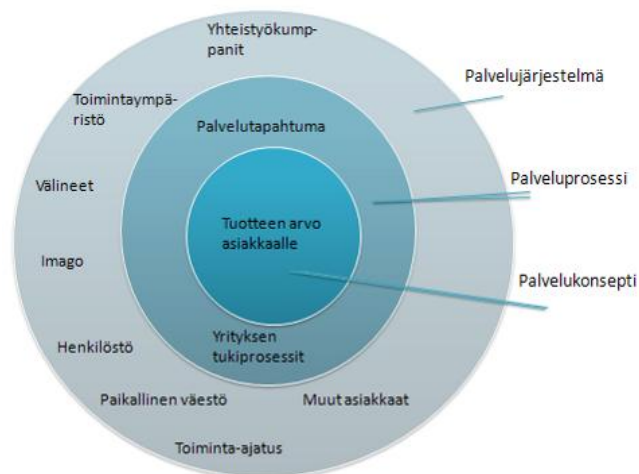 Yhteistyökump-
panit
Palvelujärjestelmä
Toimintaympä-
ristö
Palvelutapahtuma
Välineet
Palveluprosessi
Tuotteen arvo
asiakkaalle
Imago
Palvelukonsepti
Henkilöstö
Yrityksen
tukiprosessit
Paikallinen väestö
Muut asiakkaat
Toiminta-ajatus